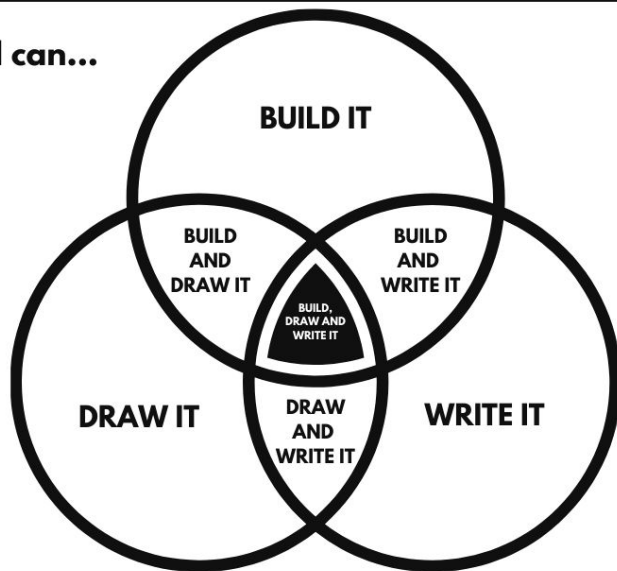 I can...
BUILD IT
BUILD
AND
DRAW IT
BUILD
AND
WRITE IT
BUILD,
DRAW AND
WRITE IT
DRAW IT
DRAW
AND
WRITE IT
WRITE IT